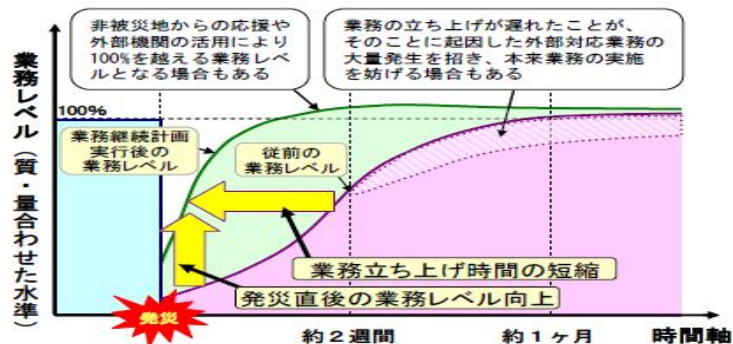 非被災地からの応援や
外部機関の活用により
100%を越える業務レベ
ルとなる場合もある
業務の立ち上げが遅れたことが、
そのことに起因した外部対応業務の
大量発生を招き、本来業務の実施
を妨げる場合もある
業務レベル(質・量合わせた水準)
100%
業務継続計画
実行後の
業務レベル
従前の
業務レベル
業務立ち上げ時間の短縮
発災直後の業務レベル向上
発災
約2週間
約1ヶ月
時間軸